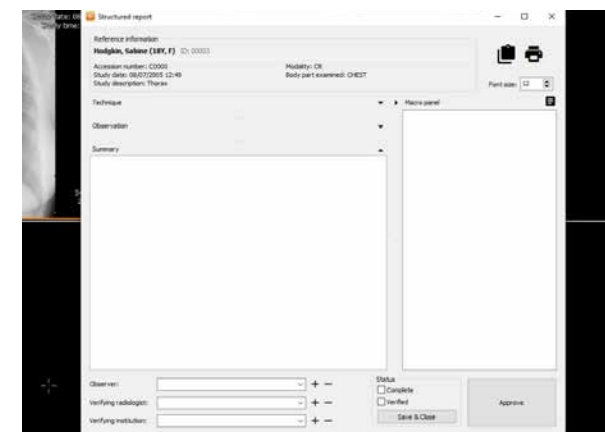 Structured report
Reference information
Hodgkin, Sabine (18Y, F) ID: 00003
Accession number: C0000 Modality: CR
Study date: 08/07/2005 12:49 Body part examined: CHEST
Study description: Thorax
Font size: 12
Technique
Macro panel
Observation
Summary
Observer:
Verifying radiologist:
Verifying institution:
Status
Complete
Verified
Save & Close
Approve